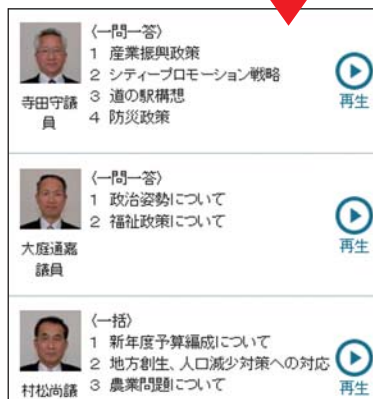 〈一問一答〉
1 産業振興政策
2 シティープロモーション戦略
3 道の駅構想
4 防災政策
寺田守議
員
再生
〈一問一答〉
1 政治姿勢について
2 福祉政策について
大庭通嘉
議員
再生
〈一括〉
1 新年度予算編成について
2 地方創生、人口減少対策への対応
3 農業問題について
村松尚議
再生